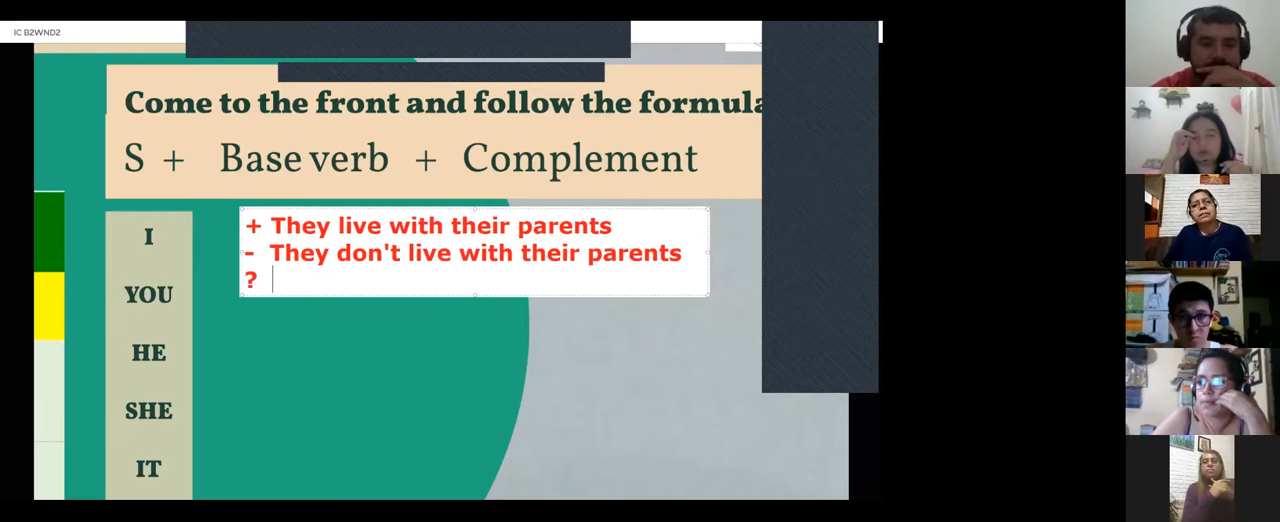 IC B2WND2
Come to the front and follow the formula
S + Base verb + Complement
+ They live with their parents
- They don't live with their parents
?
I
YOU
HE
SHE
IT